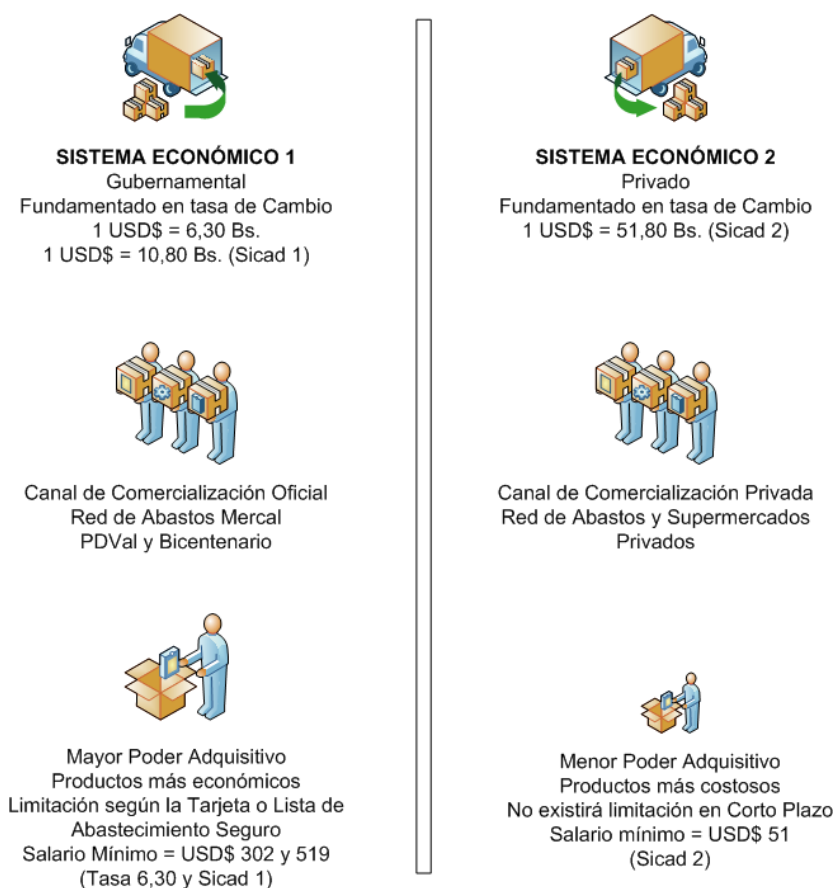 SISTEMA ECONÓMICO 1
Gubernamental
Fundamentado en tasa de Cambio
1 USD$ = 6,30 Bs.
1 USD$ = 10,80 Bs. (Sicad 1)
Canal de Comercialización Oficial
Red de Abastos Mercal
PDVal y Bicentenario
Mayor Poder Adquisitivo
Productos más económicos
Limitación según la Tarjeta o Lista de
Abastecimiento Seguro
Salario Mínimo = USD$ 302 y 519
(Tasa 6,30 y Sicad 1)
SISTEMA ECONÓMICO 2
Privado
Fundamentado en tasa de Cambio
1 USD$ = 51,80 Bs. (Sicad 2)
Canal de Comercialización Privada
Red de Abastos y Supermercados
Privados
Menor Poder Adquisitivo
Productos más costosos
No existirá limitación en Corto Plazo
Salario mínimo = USD$ 51
(Sicad 2)